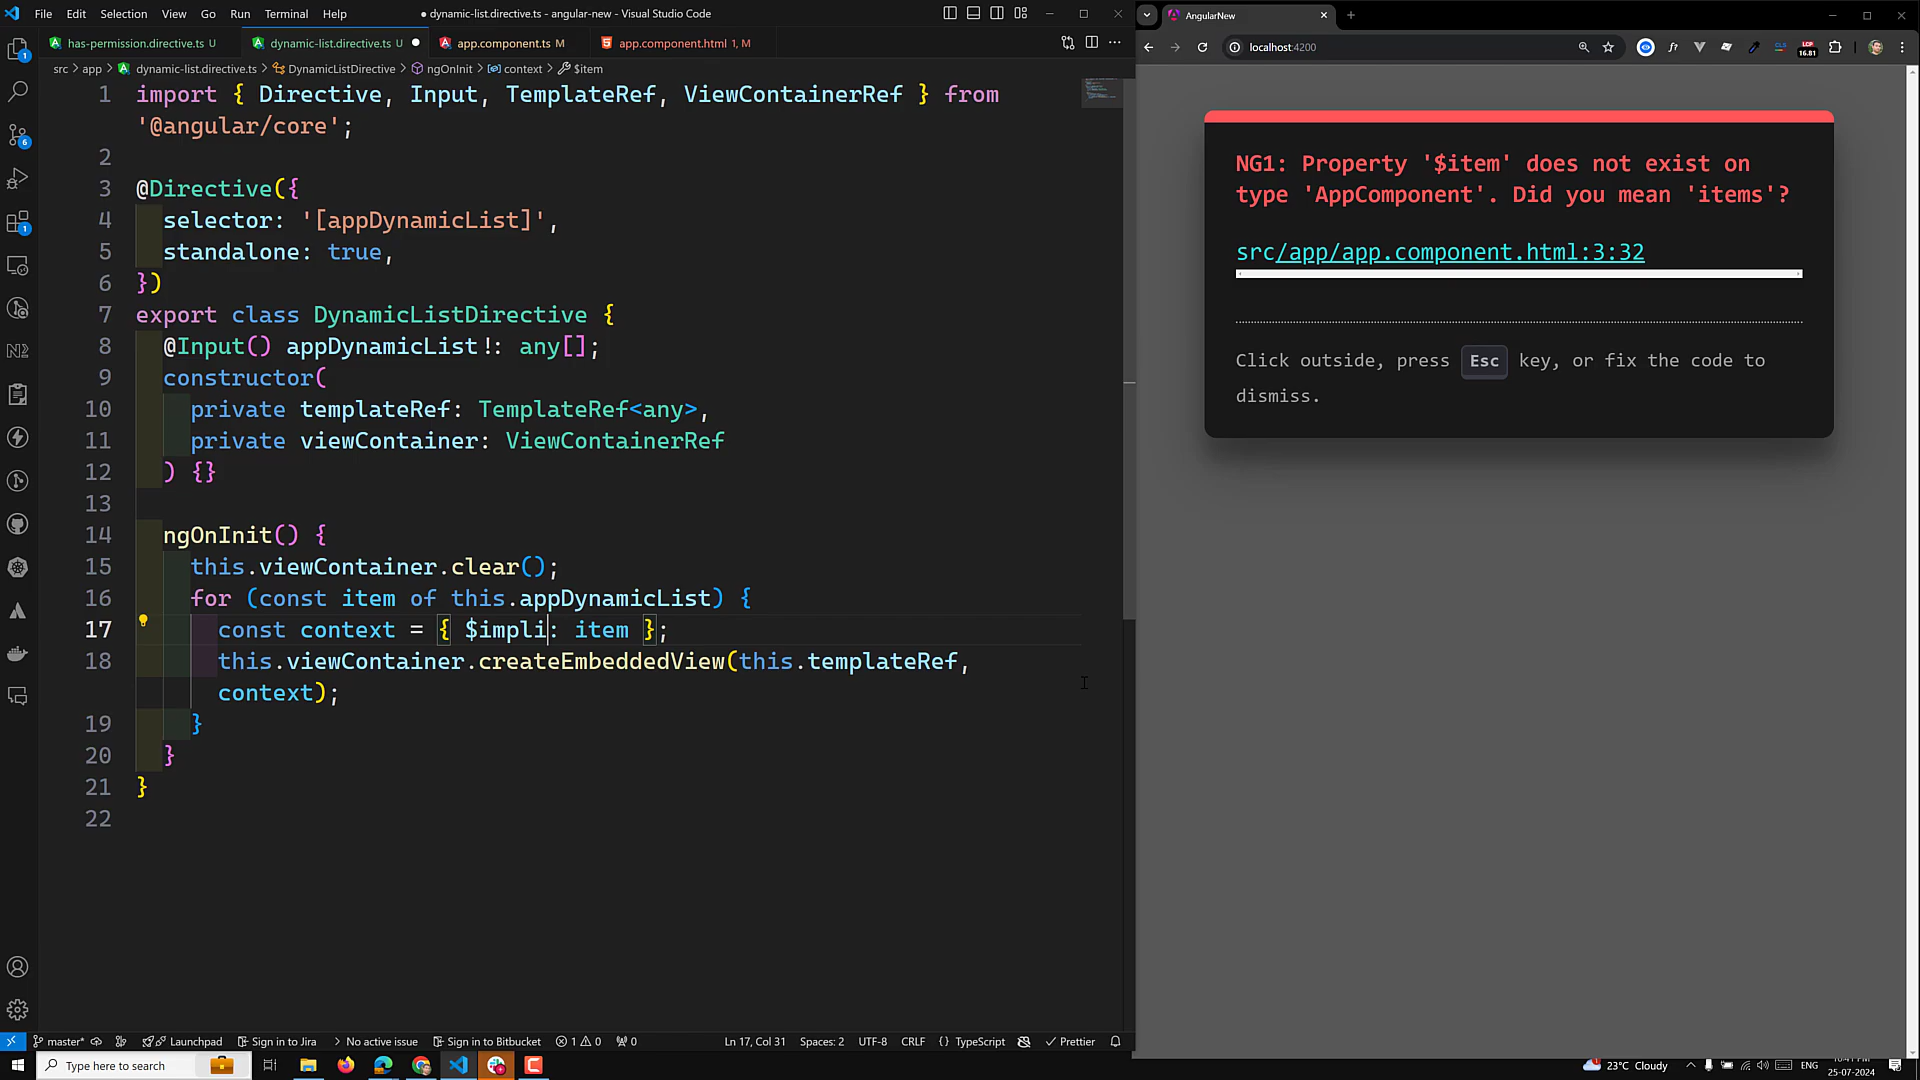 File Edit Selection View Go Run Terminal Help
● dynamic-list.directive.ts - angular-new - Visual Studio Code
has-permission.directive.ts U
dynamic-list.directive.ts U ●
app.component.ts M
app.component.html 1, M
src > app > dynamic-list.directive.ts > DynamicListDirective > ngOnInit > context > $item
1 import { Directive, Input, TemplateRef, ViewContainerRef } from
'@angular/core';
2
3 @Directive({
4 selector: '[appDynamicList]',
5 standalone: true,
6 })
7 export class DynamicListDirective {
8 @Input() appDynamicList!: any[];
9 constructor(
10 private templateRef: TemplateRef<any>,
11 private viewContainer: ViewContainerRef
12 ) {}
13
14 ngOnInit() {
15 this.viewContainer.clear();
16 for (const item of this.appDynamicList) {
17 const context = { $impli: item };
18 this.viewContainer.createEmbeddedView(this.templateRef,
context);
19 }
20 }
21 }
22
master* Launchpad Sign in to Jira No active issue Sign in to Bitbucket 1 0 0
Ln 17, Col 31 Spaces: 2 UTF-8 CRLF {} TypeScript Prettier
AngularNew
localhost:4200
LCP
16.81
NG1: Property '$item' does not exist on
type 'AppComponent'. Did you mean 'items'?
src/app/app.component.html:3:32
Click outside, press Esc key, or fix the code to
dismiss.
Type here to search
23°C Cloudy
ENG
25-07-2024